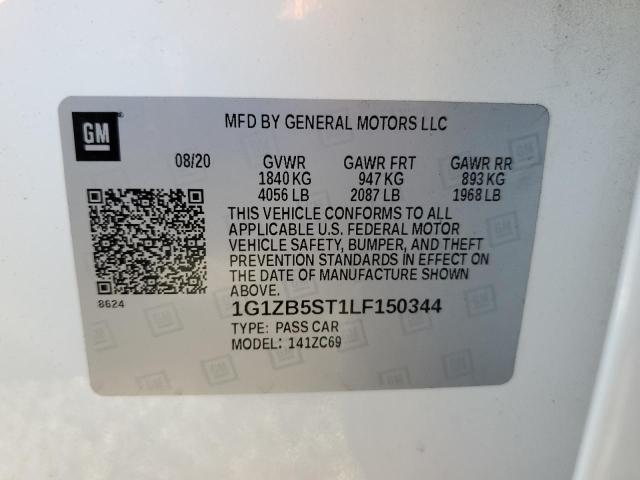 GM
MFD BY GENERAL MOTORS LLC
08/20 GVWR GAWR FRT GAWR RR
1840 KG 947 KG 893 KG
4056 LB 2087 LB 1968 LB
THIS VEHICLE CONFORMS TO ALL
APPLICABLE U.S. FEDERAL MOTOR
VEHICLE SAFETY, BUMPER, AND THEFT
PREVENTION STANDARDS IN EFFECT ON
THE DATE OF MANUFACTURE SHOWN
ABOVE.
8624
1G1ZB5ST1LF150344
TYPE: PASS CAR
MODEL: 141ZC69